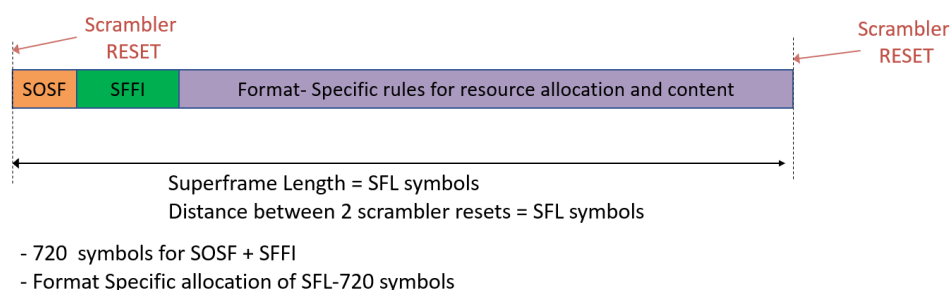 Scrambler
RESET
Scrambler
RESET
SOSF
SFFI
Format- Specific rules for resource allocation and content
Superframe Length = SFL symbols
Distance between 2 scrambler resets = SFL symbols
- 720 symbols for SOSF + SFFI
- Format Specific allocation of SFL-720 symbols